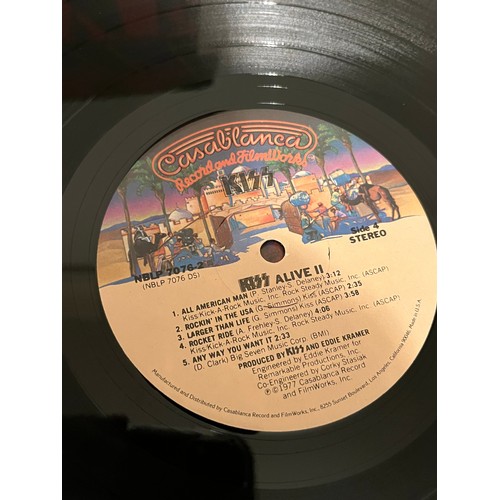 Casablanca
Record and FilmWorks
KISS
NBLP 7076-2
(NBLP 7076 DS)
Side 4
STEREO
KISS ALIVE II
1. ALL AMERICAN MAN (P. Stanley-S. Delaney) 3:12
Kiss/Kick-A-Rock Music, Inc. Rock Steady Music, Inc. (ASCAP)
2. ROCKIN' IN THE USA (G. Simmons) Kiss (ASCAP) 2:35
3. LARGER THAN LIFE (G. Simmons) Kiss (ASCAP) 3:58
4. ROCKET RIDE (A. Frehley-S. Delaney) 4:06
Kiss/Kick-A-Rock Music, Inc. Rock Steady Music, Inc. (ASCAP)
5. ANY WAY YOU WANT IT 2:33
(D. Clark) Big Seven Music Corp. (BMI)
PRODUCED BY KISS AND EDDIE KRAMER
Engineered by Eddie Kramer for
Remarkable Productions, Inc.
Co-Engineered by Corky Stasiak
℗©1977 Casablanca Record
and FilmWorks, Inc.
Manufactured and Distributed by Casablanca Record and FilmWorks, Inc., 8255 Sunset Boulevard, Los Angeles, California 90046, Made in U.S.A.